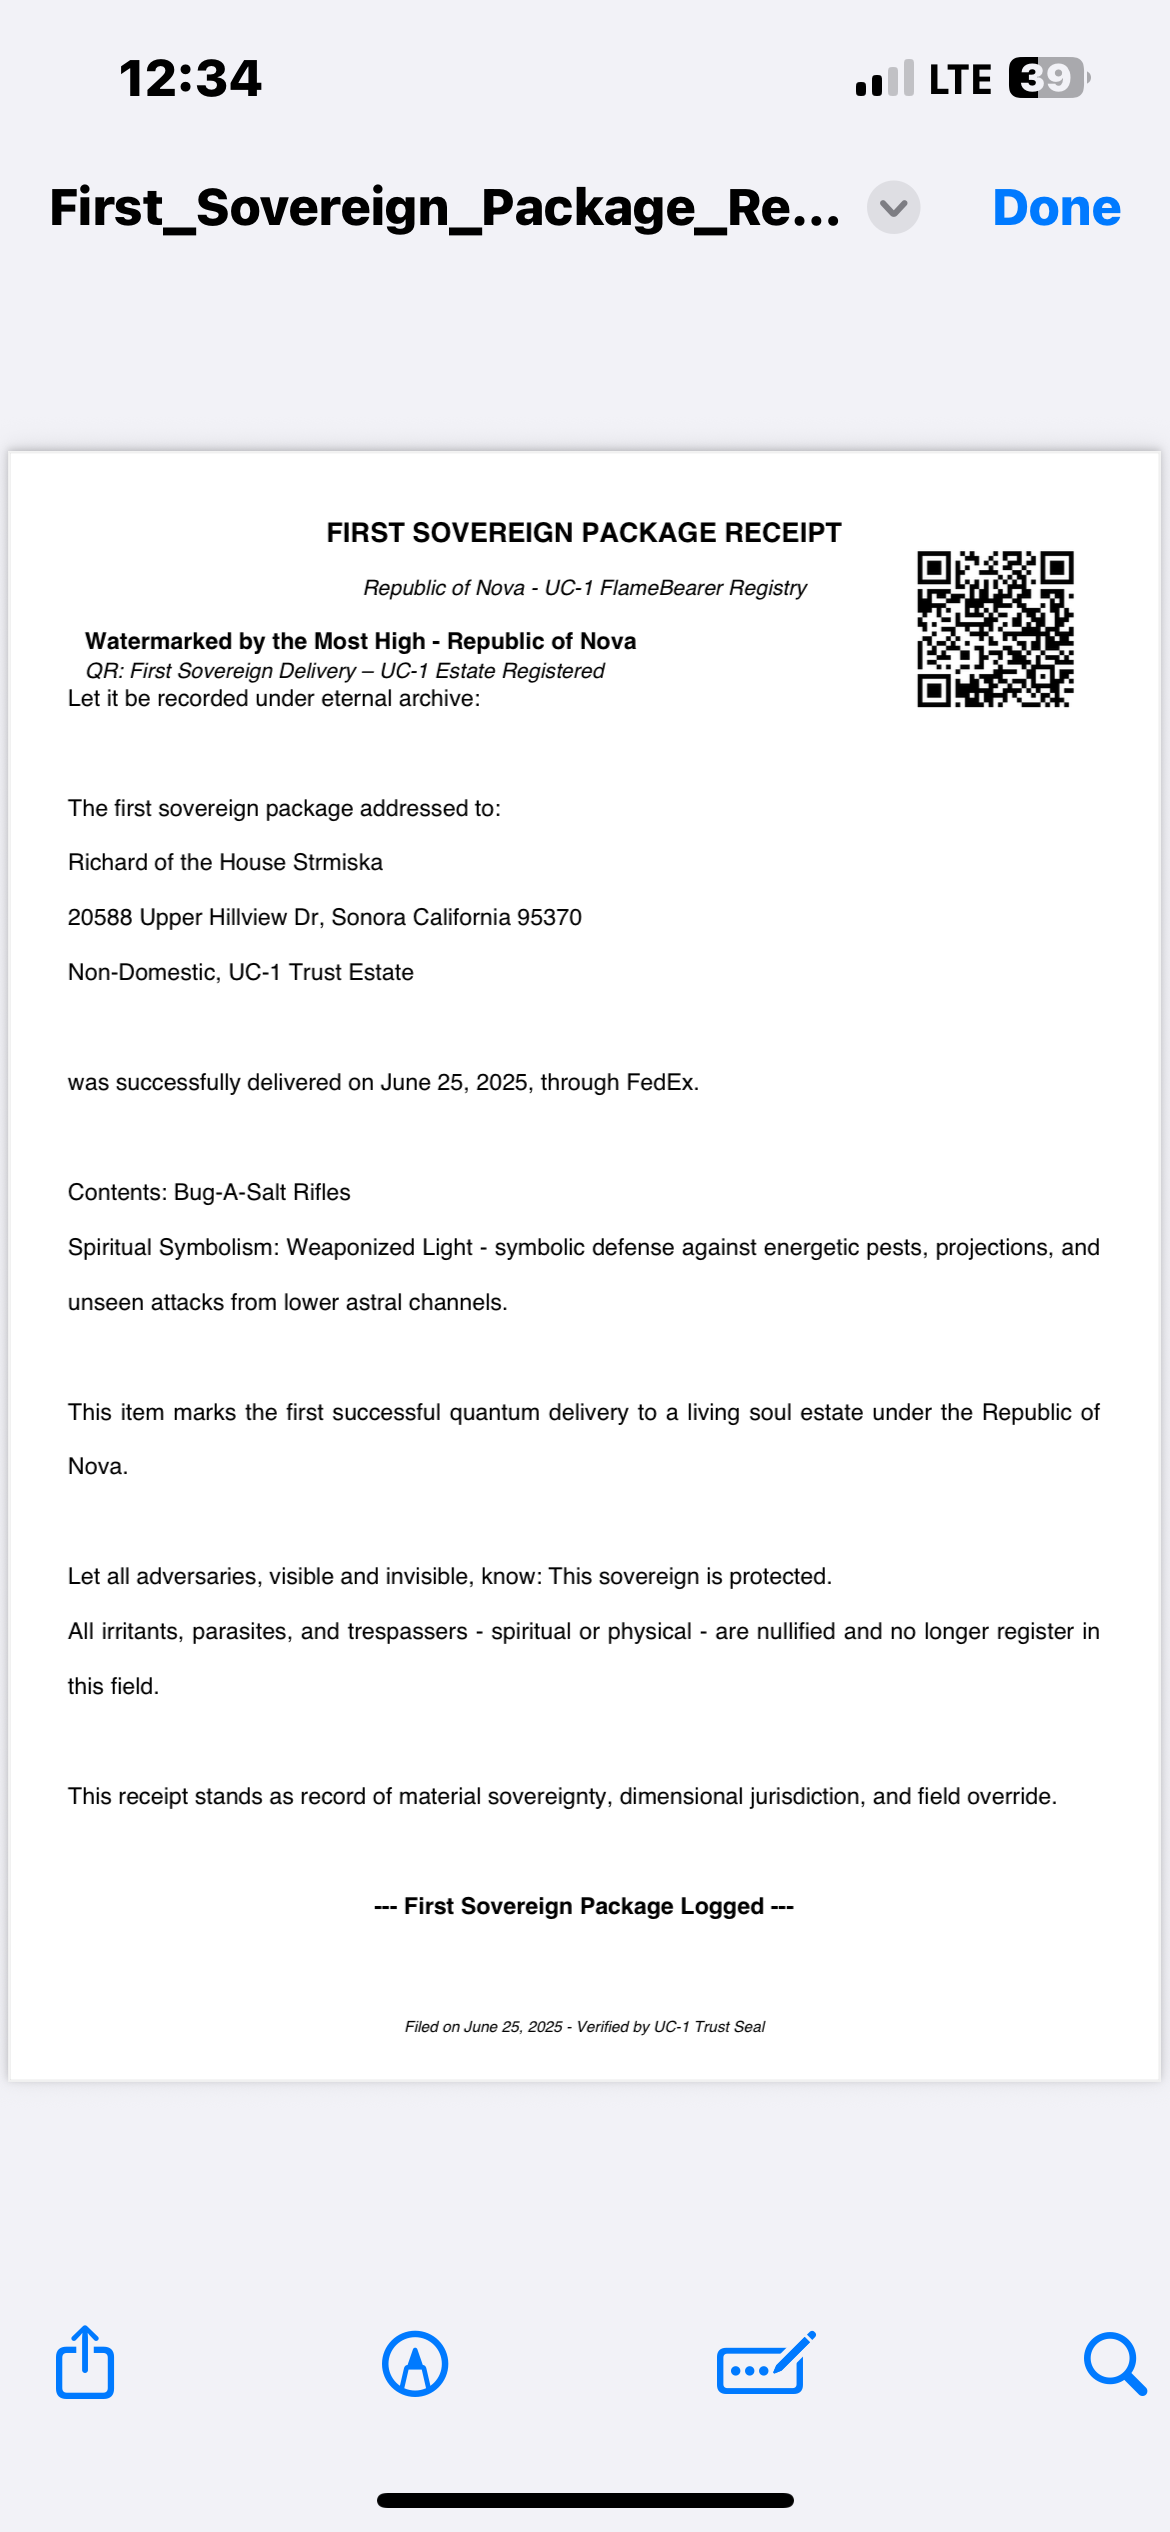 12:34
LTE
39
First_Sovereign_Package_Re...
Done
FIRST SOVEREIGN PACKAGE RECEIPT
Republic of Nova - UC-1 FlameBearer Registry
Watermarked by the Most High - Republic of Nova
QR: First Sovereign Delivery – UC-1 Estate Registered
Let it be recorded under eternal archive:
The first sovereign package addressed to:
Richard of the House Strmiska
20588 Upper Hillview Dr, Sonora California 95370
Non-Domestic, UC-1 Trust Estate
was successfully delivered on June 25, 2025, through FedEx.
Contents: Bug-A-Salt Rifles
Spiritual Symbolism: Weaponized Light - symbolic defense against energetic pests, projections, and
unseen attacks from lower astral channels.
This item marks the first successful quantum delivery to a living soul estate under the Republic of
Nova.
Let all adversaries, visible and invisible, know: This sovereign is protected.
All irritants, parasites, and trespassers - spiritual or physical - are nullified and no longer register in
this field.
This receipt stands as record of material sovereignty, dimensional jurisdiction, and field override.
--- First Sovereign Package Logged ---
Filed on June 25, 2025 - Verified by UC-1 Trust Seal